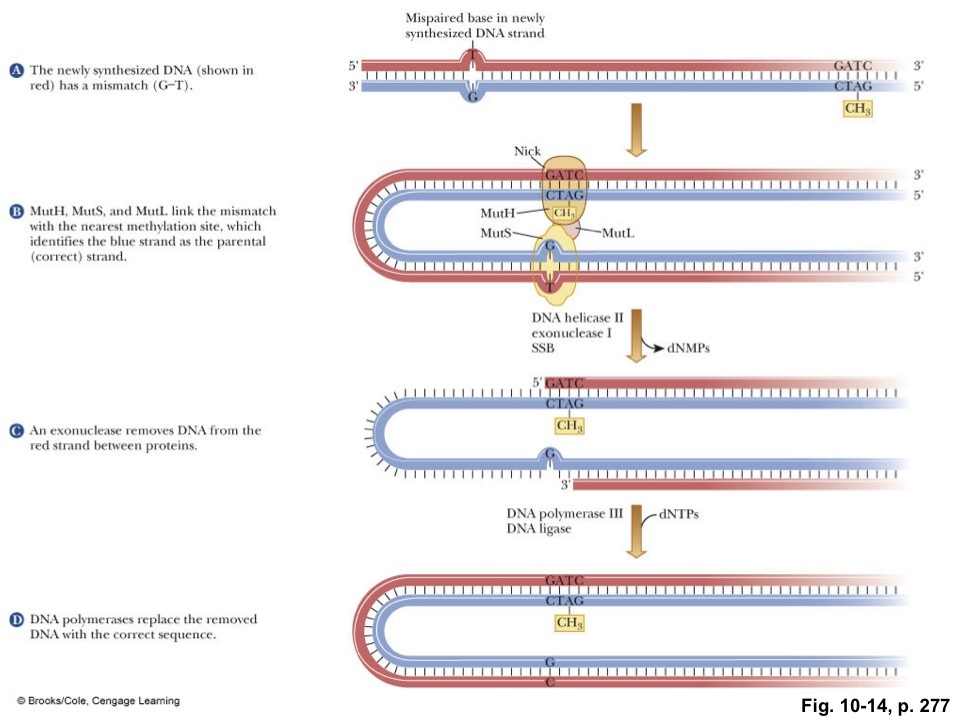 Mispaired base in newly
synthesized DNA strand
A The newly synthesized DNA (shown in
red) has a mismatch (G–T).
5' T GATC 3'
3' G CTAG 5'
CH3
Nick
GATC 3'
CTAG 5'
B MutH, MutS, and MutL link the mismatch
with the nearest methylation site, which
identifies the blue strand as the parental
(correct) strand.
MutH CH3
MutS MutL
G 3'
T 5'
DNA helicase II
exonuclease I
SSB dNMPs
5' GATC
CTAG
CH3
C An exonuclease removes DNA from the
red strand between proteins.
G
3'
DNA polymerase III dNTPs
DNA ligase
GATC
CTAG
CH3
D DNA polymerases replace the removed
DNA with the correct sequence.
G
C
© Brooks/Cole, Cengage Learning
Fig. 10-14, p. 277